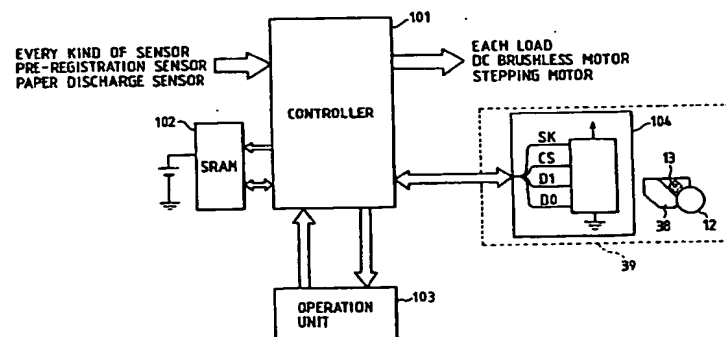 101
EVERY KIND OF SENSOR
PRE-REGISTRATION SENSOR
PAPER DISCHARGE SENSOR
EACH LOAD
DC BRUSHLESS MOTOR
STEPPING MOTOR
CONTROLLER
102
SRAM
104
SK
CS
D1
D0
13
38
12
39
OPERATION
UNIT
103